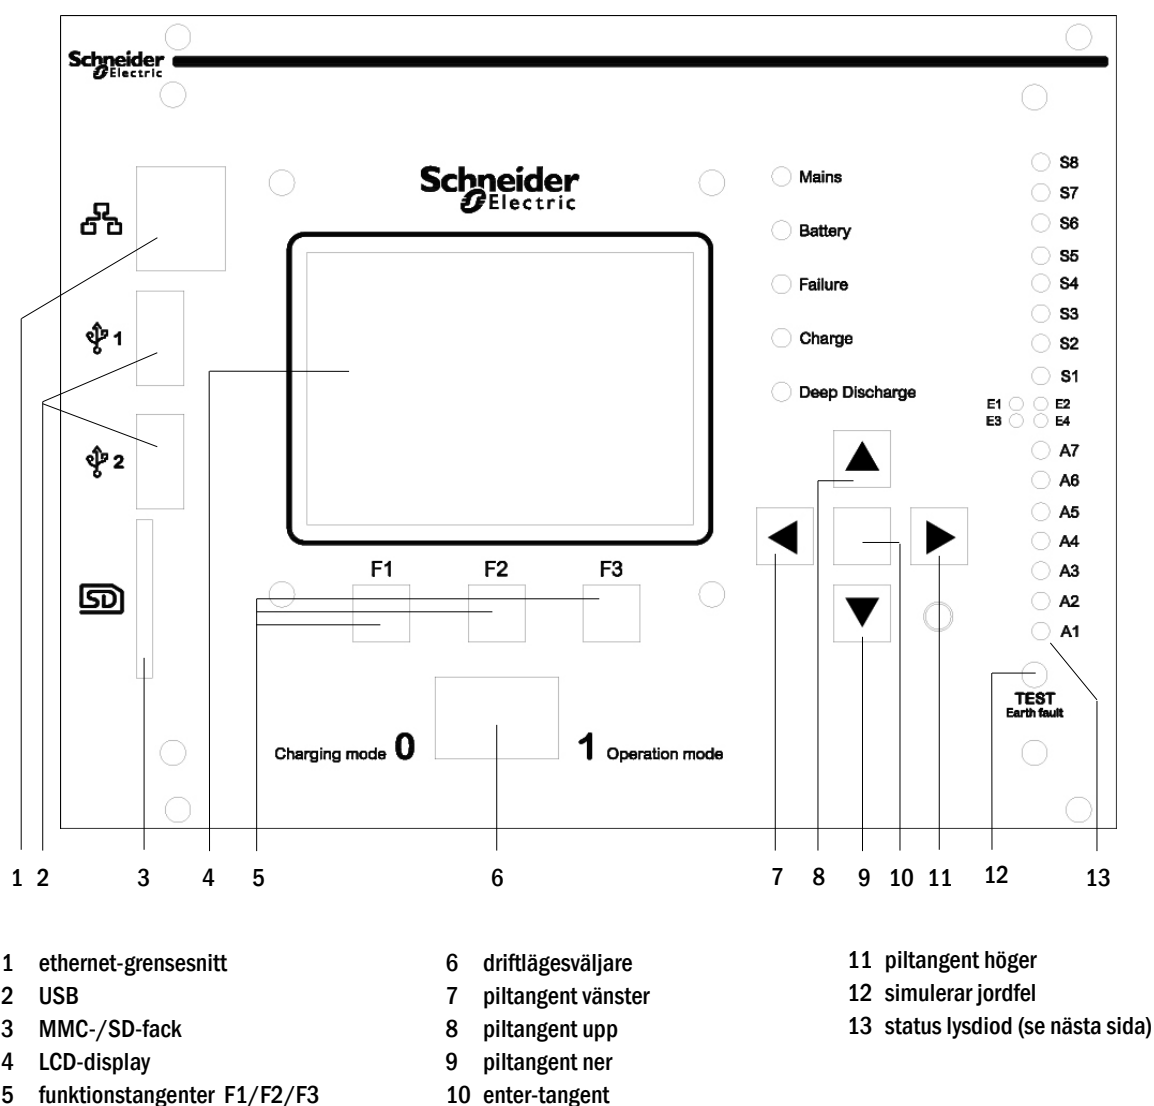 Schneider
Electric
Schneider
Electric
Mains
Battery
Failure
Charge
Deep Discharge
S8
S7
S6
S5
S4
S3
S2
S1
E1 E2
E3 E4
A7
A6
A5
A4
A3
A2
A1
TEST
Earth fault
1
2
SD
F1 F2 F3
Charging mode 0 1 Operation mode
1 2 3 4 5 6 7 8 9 10 11 12 13
1 ethernet-grensesnitt
2 USB
3 MMC-/SD-fack
4 LCD-display
5 funktionstangenter F1/F2/F3
6 driftlägesväljare
7 piltangent vänster
8 piltangent upp
9 piltangent ner
10 enter-tangent
11 piltangent höger
12 simulerar jordfel
13 status lysdiod (se nästa sida)